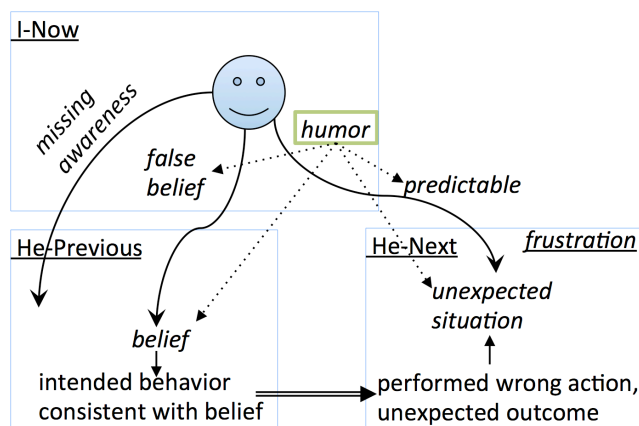 I-Now
missing
awareness
humor
false
belief
predictable
He-Previous
belief
intended behavior
consistent with belief
He-Next
frustration
unexpected
situation
performed wrong action,
unexpected outcome